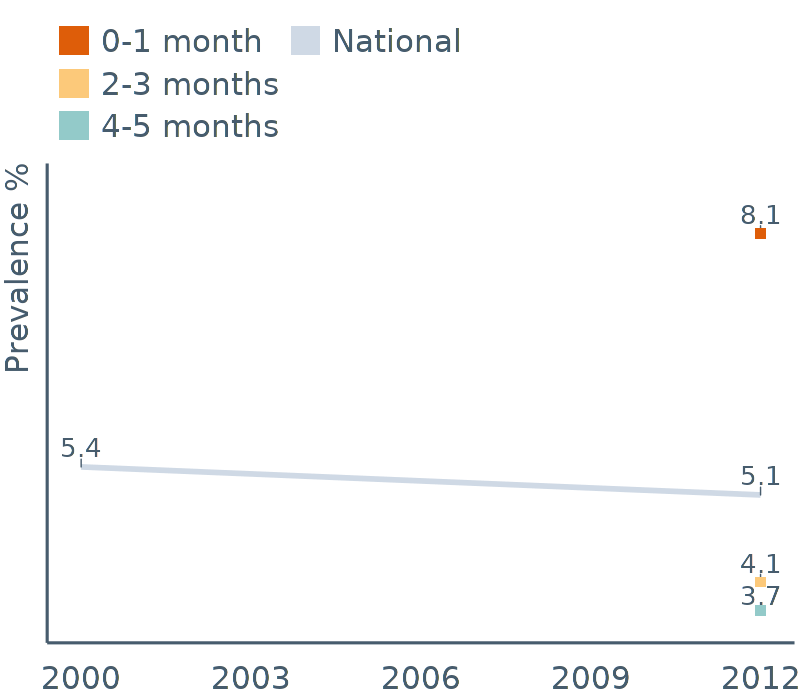 0-1 month
National
2-3 months
4-5 months
Prevalence %
8.1
5.4
5.1
4.1
3.7
2000 2003 2006 2009 2012